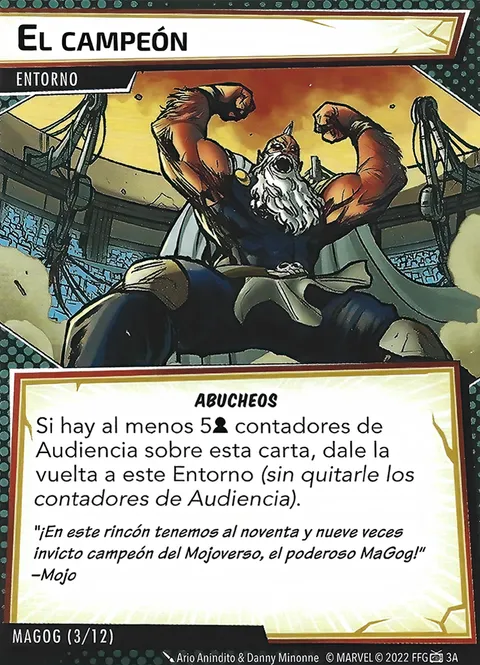 El campeón
ENTORNO
ABUCHEOS
Si hay al menos 5 contadores de
Audiencia sobre esta carta, dale la
vuelta a este Entorno (sin quitarle los
contadores de Audiencia).
"¡En este rincón tenemos al noventa y nueve veces
invicto campeón del Mojoverso, el poderoso MaGog!"
–Mojo
MAGOG (3/12)
Ario Anindito & Danny Minonne © MARVEL © 2022 FFG 3A